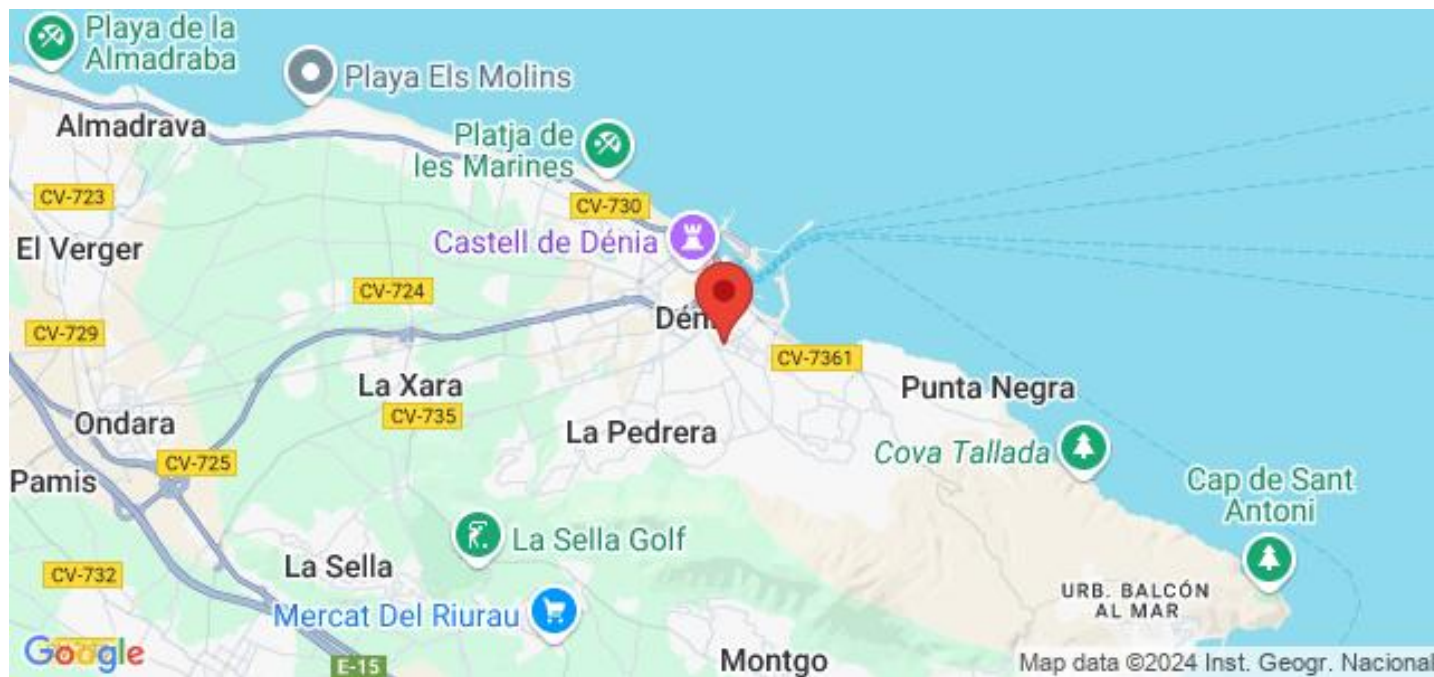 Playa de la
Almadraba
Playa Els Molins
Almadrava
Platja de
les Marines
CV-723
CV-730
El Verger
Castell de Dénia
CV-724
CV-729
CV-7361
La Xara
Punta Negra
CV-735
Ondara
La Pedrera
Cova Tallada
CV-725
Pamis
Cap de Sant
Antoni
La Sella Golf
La Sella
CV-732
URB. BALCÓN
AL MAR
Mercat Del Riurau
Google
E-15
Montgo
Map data ©2024 Inst. Geogr. Nacional